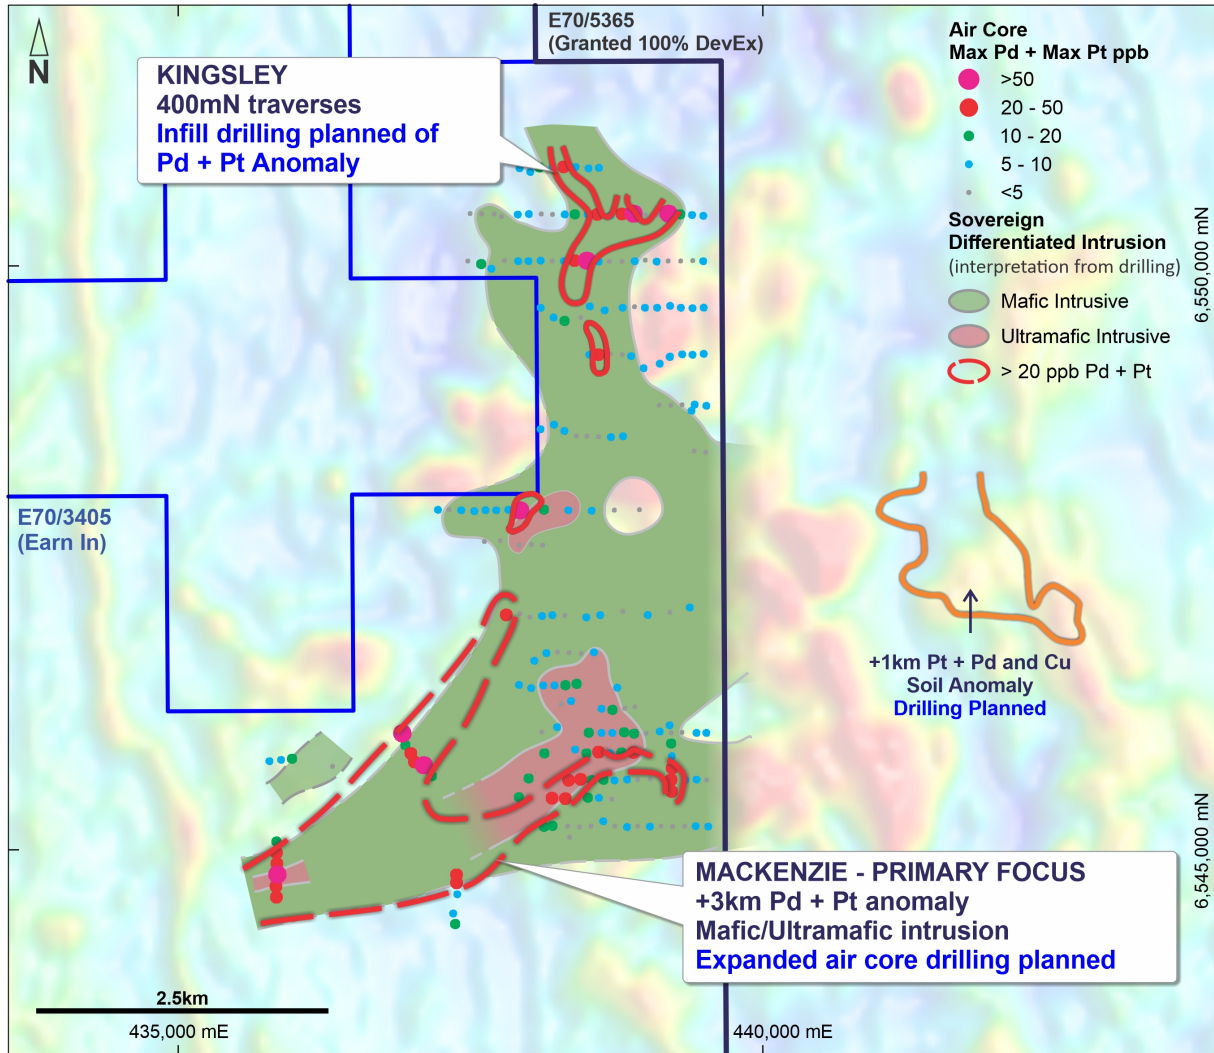 E70/5365
(Granted 100% DevEx)
N
KINGSLEY
400mN traverses
Infill drilling planned of
Pd + Pt Anomaly
Air Core
Max Pd + Max Pt ppb
>50
20 - 50
10 - 20
5 - 10
<5
Sovereign
Differentiated Intrusion
(interpretation from drilling)
Mafic Intrusive
Ultramafic Intrusive
> 20 ppb Pd + Pt
6,550,000 mN
E70/3405
(Earn In)
+1km Pt + Pd and Cu
Soil Anomaly
Drilling Planned
6,545,000 mN
MACKENZIE - PRIMARY FOCUS
+3km Pd + Pt anomaly
Mafic/Ultramafic intrusion
Expanded air core drilling planned
2.5km
435,000 mE
440,000 mE